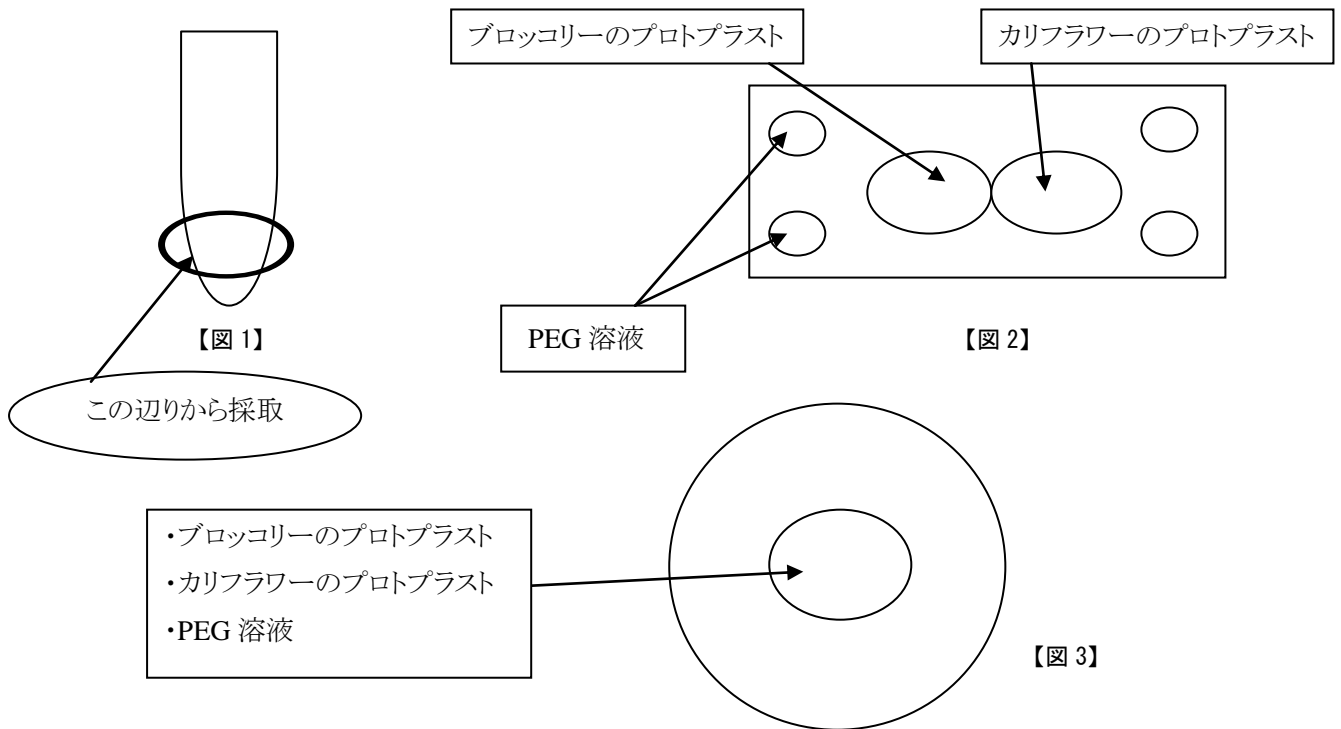 ブロッコリーのプロトプラスト
カリフラワーのプロトプラスト
PEG 溶液
【図 1】
【図 2】
この辺りから採取
・ブロッコリーのプロトプラスト
・カリフラワーのプロトプラスト
・PEG 溶液
【図 3】